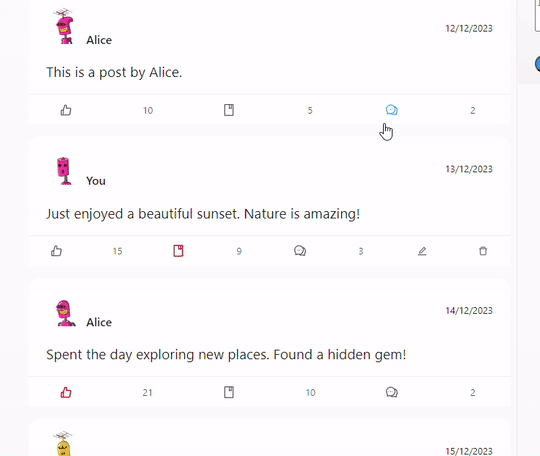 Alice
12/12/2023
This is a post by Alice.
10
5
2
You
13/12/2023
Just enjoyed a beautiful sunset. Nature is amazing!
15
9
3
Alice
14/12/2023
Spent the day exploring new places. Found a hidden gem!
21
10
2
15/12/2023